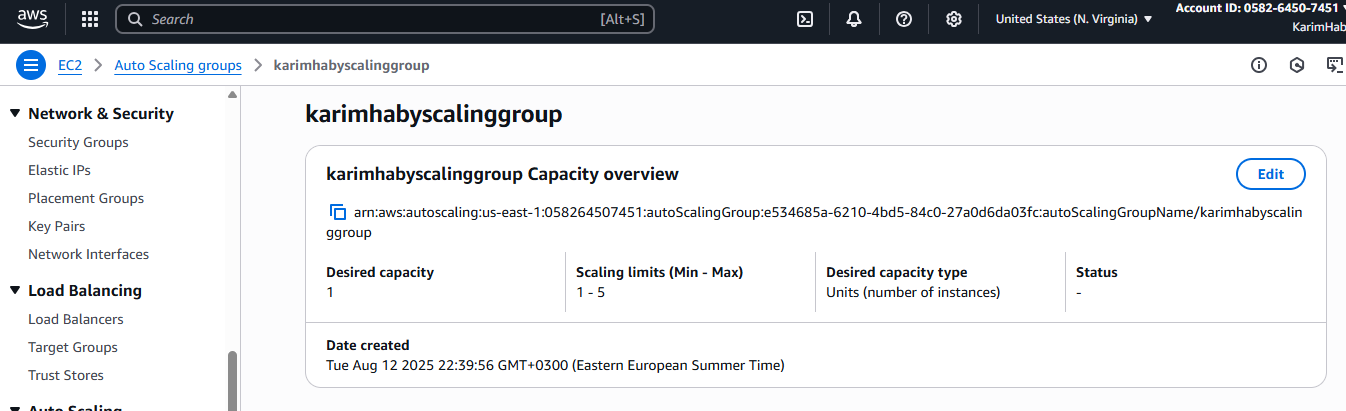 aws
Search [Alt+S]
United States (N. Virginia)
Account ID: 0582-6450-7451
KarimHab
EC2 > Auto Scaling groups > karimhabyscalinggroup
Network & Security
Security Groups
Elastic IPs
Placement Groups
Key Pairs
Network Interfaces
Load Balancing
Load Balancers
Target Groups
Trust Stores
Auto Scaling
karimhabyscalinggroup
karimhabyscalinggroup Capacity overview
Edit
arn:aws:autoscaling:us-east-1:058264507451:autoScalingGroup:e534685a-6210-4bd5-84c0-27a0d6da03fc:autoScalingGroupName/karimhabyscalin
ggroup
Desired capacity
1
Scaling limits (Min - Max)
1 - 5
Desired capacity type
Units (number of instances)
Status
-
Date created
Tue Aug 12 2025 22:39:56 GMT+0300 (Eastern European Summer Time)